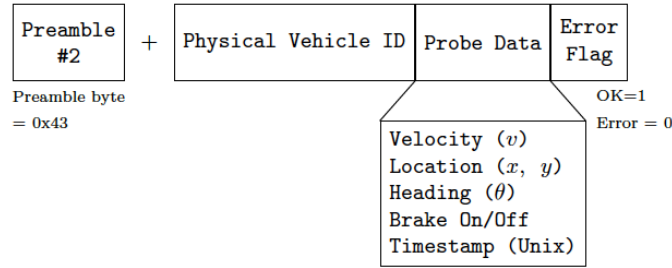 Preamble
#2
+
Physical Vehicle ID
Probe Data
Error
Flag
Preamble byte
= 0x43
OK=1
Error = 0
Velocity (v)
Location (x, y)
Heading (θ)
Brake On/Off
Timestamp (Unix)